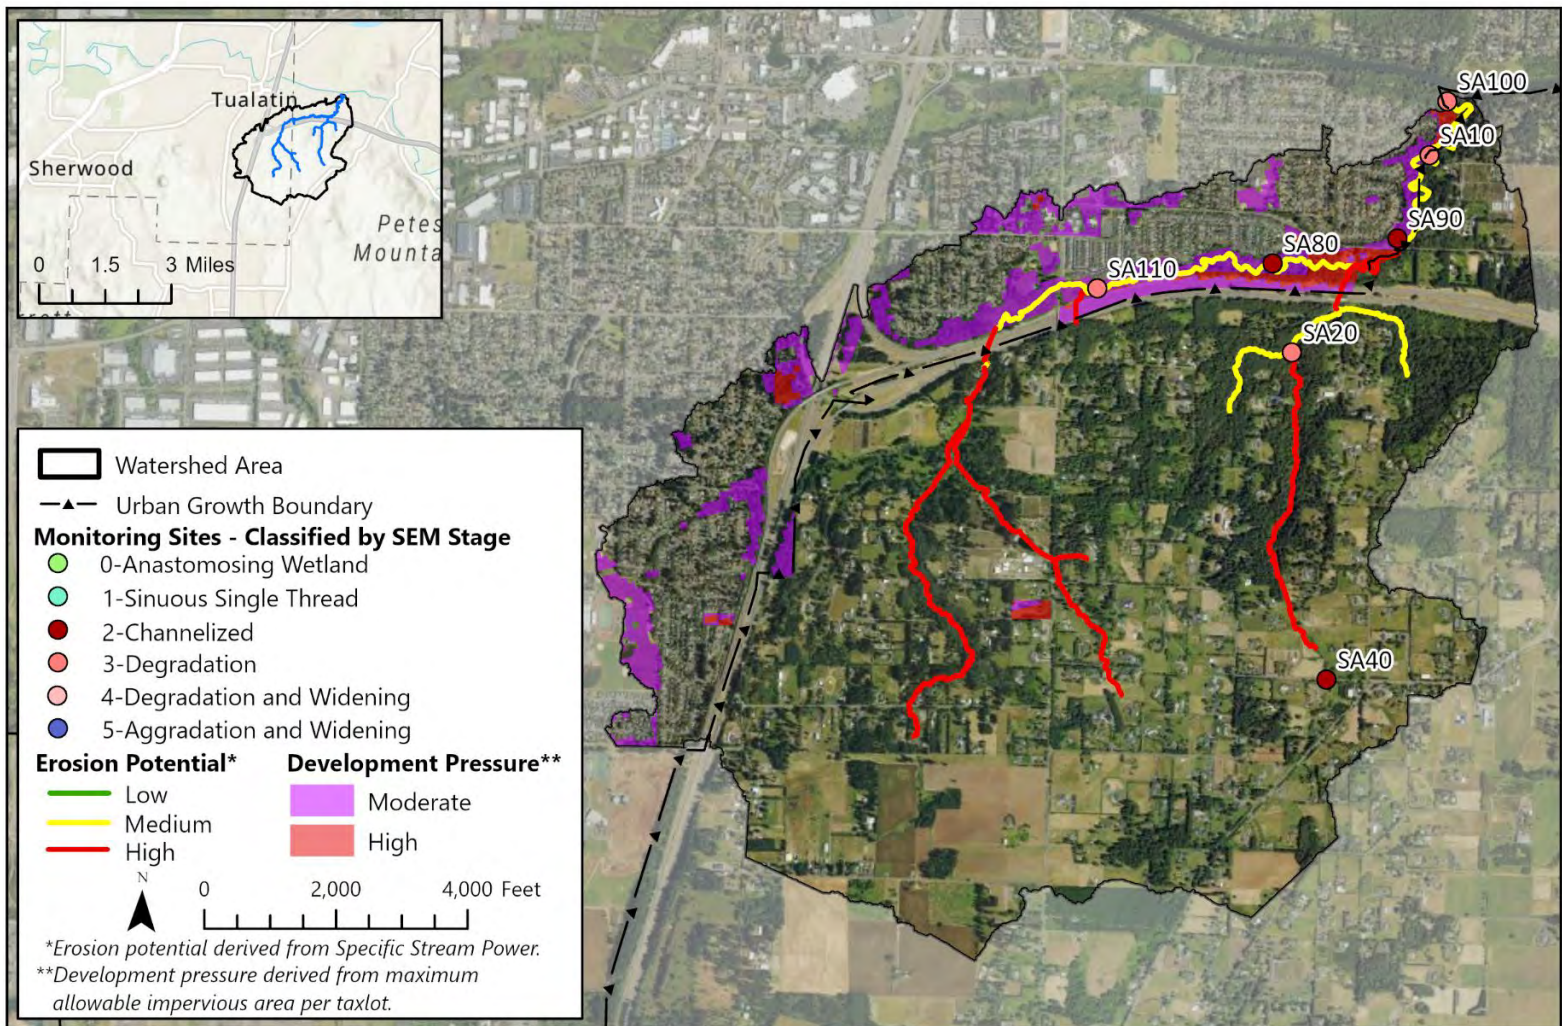 Tualatin
Sherwood
Petes
Mounta
0 1.5 3 Miles
SA100
SA10
SA90
SA80
SA110
SA20
SA40
Watershed Area
Urban Growth Boundary
Monitoring Sites - Classified by SEM Stage
0-Anastomosing Wetland
1-Sinuous Single Thread
2-Channelized
3-Degradation
4-Degradation and Widening
5-Aggradation and Widening
Erosion Potential*
Low
Medium
High
Development Pressure**
Moderate
High
N
0 2,000 4,000 Feet
*Erosion potential derived from Specific Stream Power.
**Development pressure derived from maximum
allowable impervious area per taxlot.